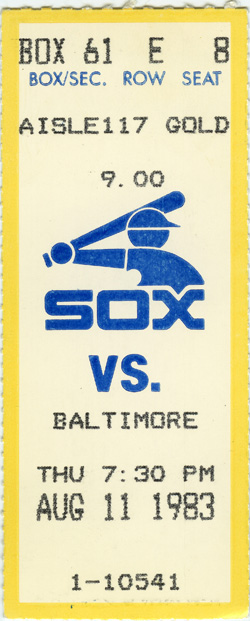 BOX 61 E 8
BOX/SEC. ROW SEAT
AISLE117 GOLD
9.00
SOX
VS.
BALTIMORE
THU 7:30 PM
AUG 11 1983
1-10541